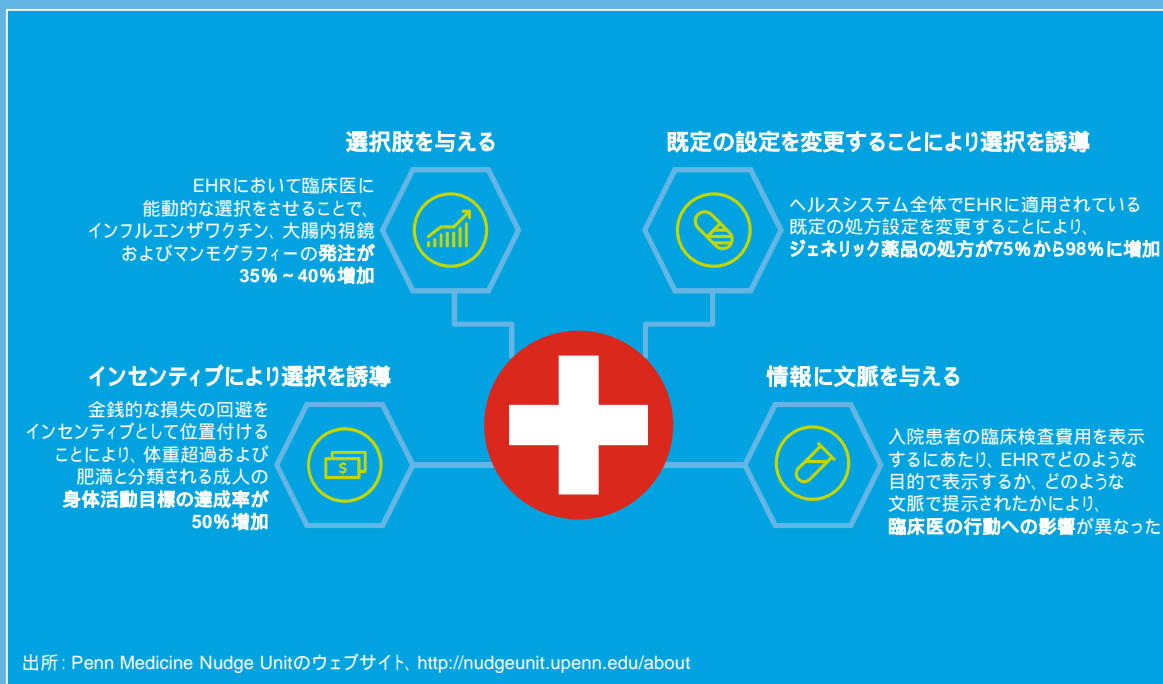 選択肢を与える
EHRにおいて臨床医に
能動的な選択をさせることで、
インフルエンザワクチン、大腸内視鏡
およびマンモグラフィーの発注が
35%~40%増加
既定の設定を変更することにより選択を誘導
ヘルスシステム全体でEHRに適用されている
既定の処方設定を変更することにより、
ジェネリック薬品の処方が75%から98%に増加
インセンティブにより選択を誘導
金銭的な損失の回避を
インセンティブとして位置付ける
ことにより、体重超過および
肥満と分類される成人の
身体活動目標の達成率が
50%増加
$
情報に文脈を与える
入院患者の臨床検査費用を表示
するにあたり、EHRでどのような
目的で表示するか、どのような
文脈で提示されたかにより、
臨床医の行動への影響が異なった
出所: Penn Medicine Nudge Unitのウェブサイト、http://nudgeunit.upenn.edu/about